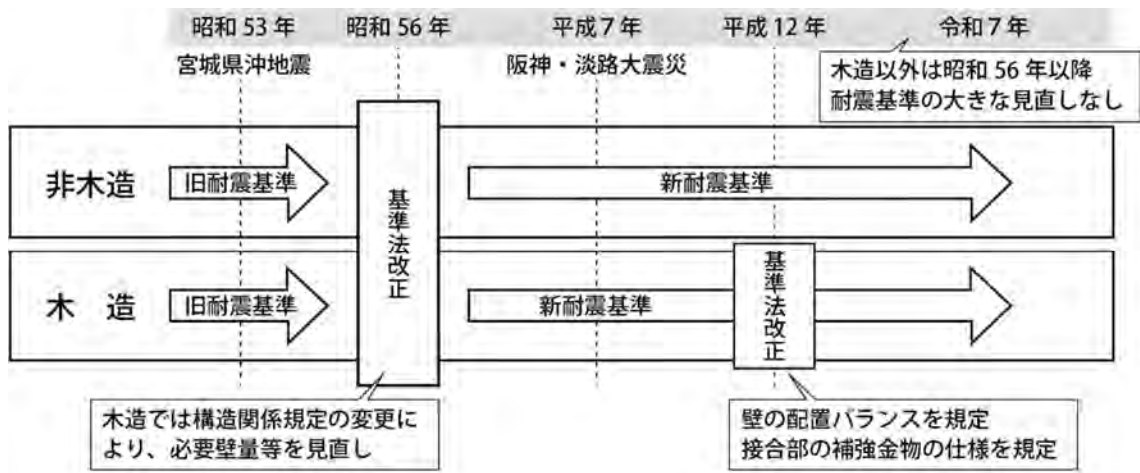 昭和 53 年 昭和 56 年 平成 7 年 平成 12 年 令和 7 年
宮城県沖地震 阪神・淡路大震災
木造以外は昭和 56 年以降
耐震基準の大きな見直しなし
非木造
旧耐震基準
基準法改正
新耐震基準
木 造
旧耐震基準
新耐震基準
基準法改正
木造では構造関係規定の変更に
より、必要壁量等を見直し
壁の配置バランスを規定
接合部の補強金物の仕様を規定